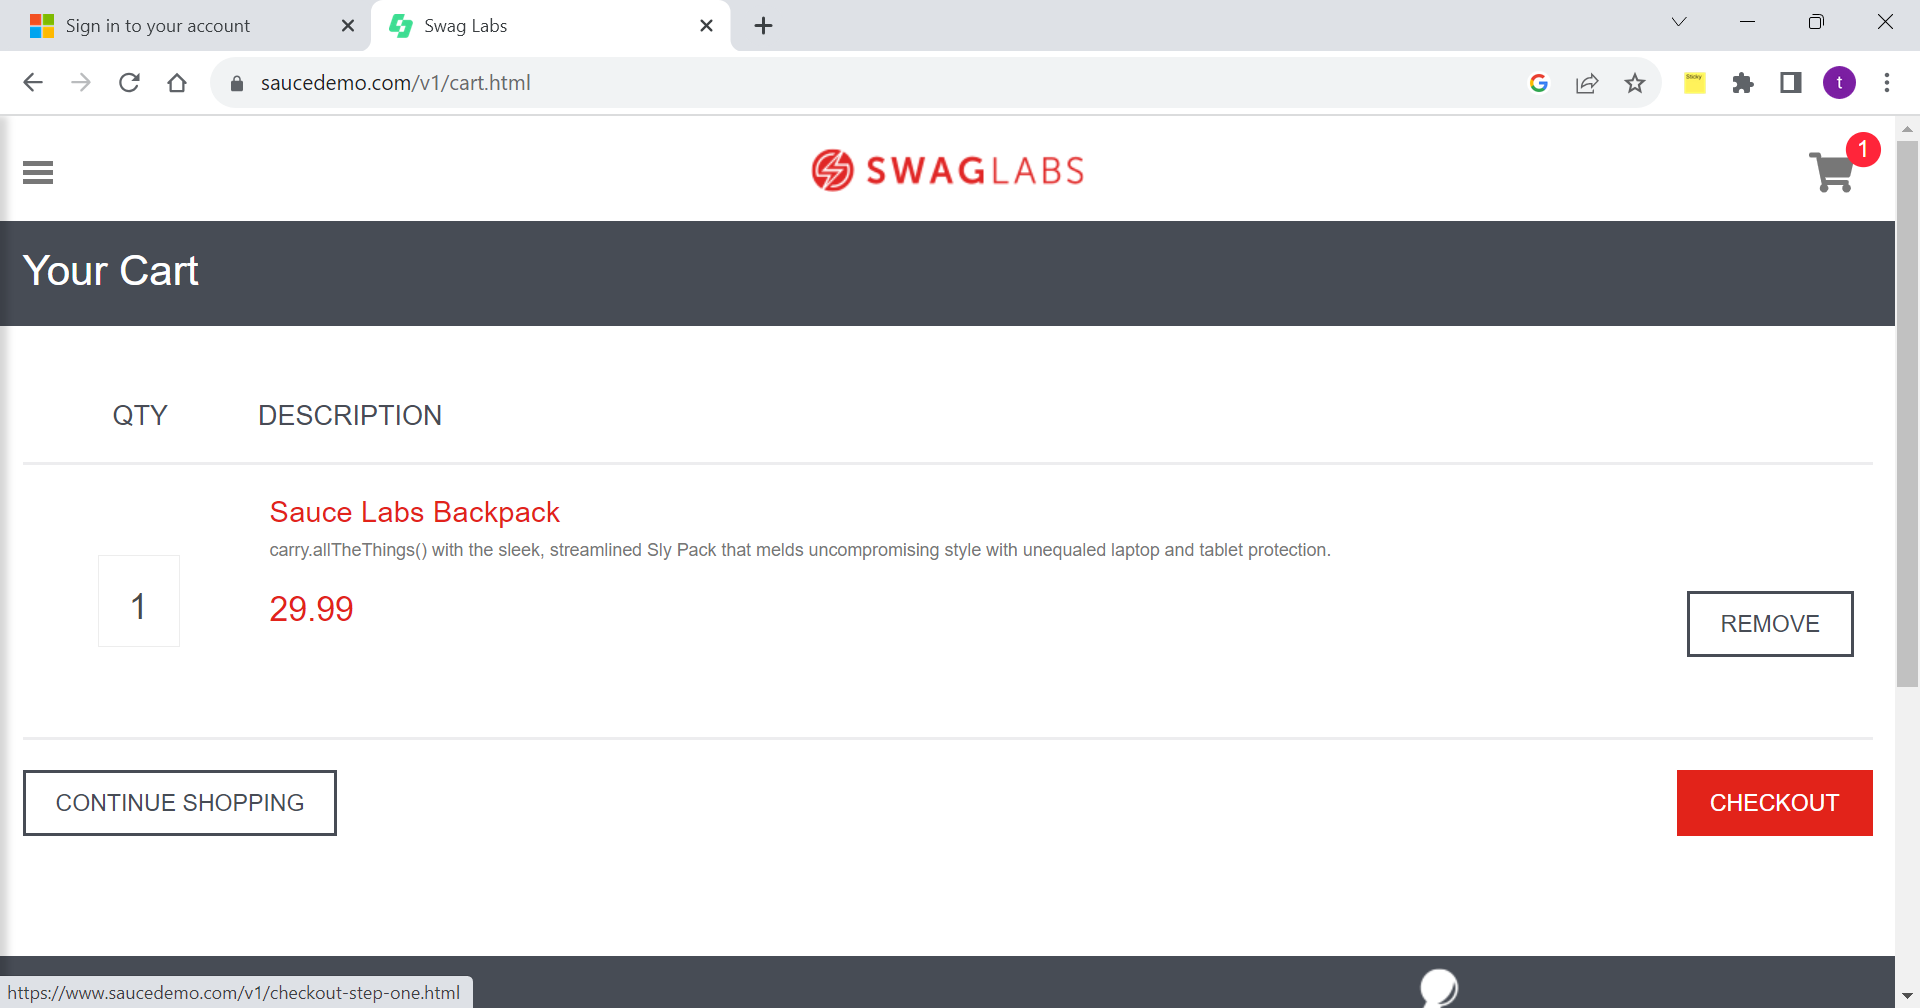 Sign in to your account
Swag Labs
saucedemo.com/v1/cart.html
Sticky
t
SWAGLABS
1
Your Cart
QTY DESCRIPTION
Sauce Labs Backpack
carry.allTheThings() with the sleek, streamlined Sly Pack that melds uncompromising style with unequaled laptop and tablet protection.
1
29.99
REMOVE
CONTINUE SHOPPING
CHECKOUT
https://www.saucedemo.com/v1/checkout-step-one.html